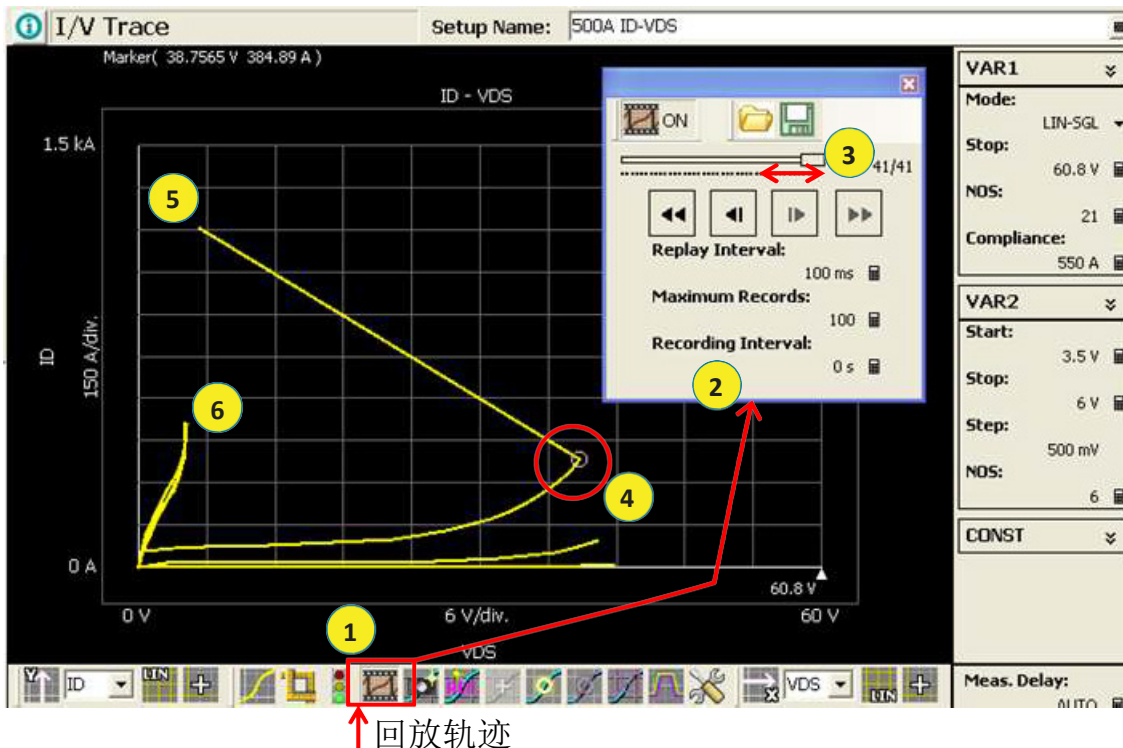 I/V Trace
Setup Name: 500A ID-VDS
Marker( 38.7565 V 384.89 A )
ID - VDS
1.5 kA
ID
150 A/div.
0 A
0 V
6 V/div.
60 V
60.8 V
VDS
ON
41/41
Replay Interval:
100 ms
Maximum Records:
100
Recording Interval:
0 s
1
2
3
4
5
6
VAR1
Mode:
LIN-SGL
Stop:
60.8 V
NOS:
21
Compliance:
550 A
VAR2
Start:
3.5 V
Stop:
6 V
Step:
500 mV
NOS:
6
CONST
Meas. Delay:
AUTO
Y
ID
LIN
X
VDS
LIN
回放轨迹